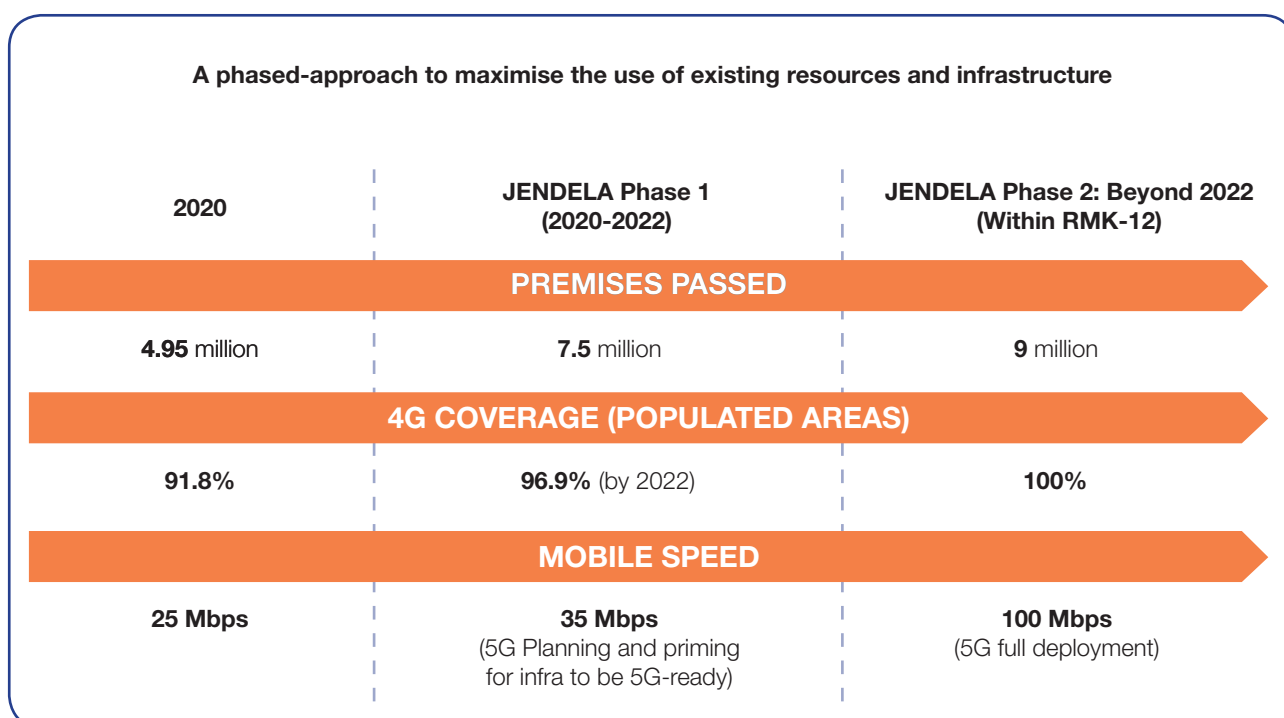 A phased-approach to maximise the use of existing resources and infrastructure
2020
JENDELA Phase 1
(2020-2022)
JENDELA Phase 2: Beyond 2022
(Within RMK-12)
PREMISES PASSED
4.95 million
7.5 million
9 million
4G COVERAGE (POPULATED AREAS)
91.8%
96.9% (by 2022)
100%
MOBILE SPEED
25 Mbps
35 Mbps
(5G Planning and priming
for infra to be 5G-ready)
100 Mbps
(5G full deployment)